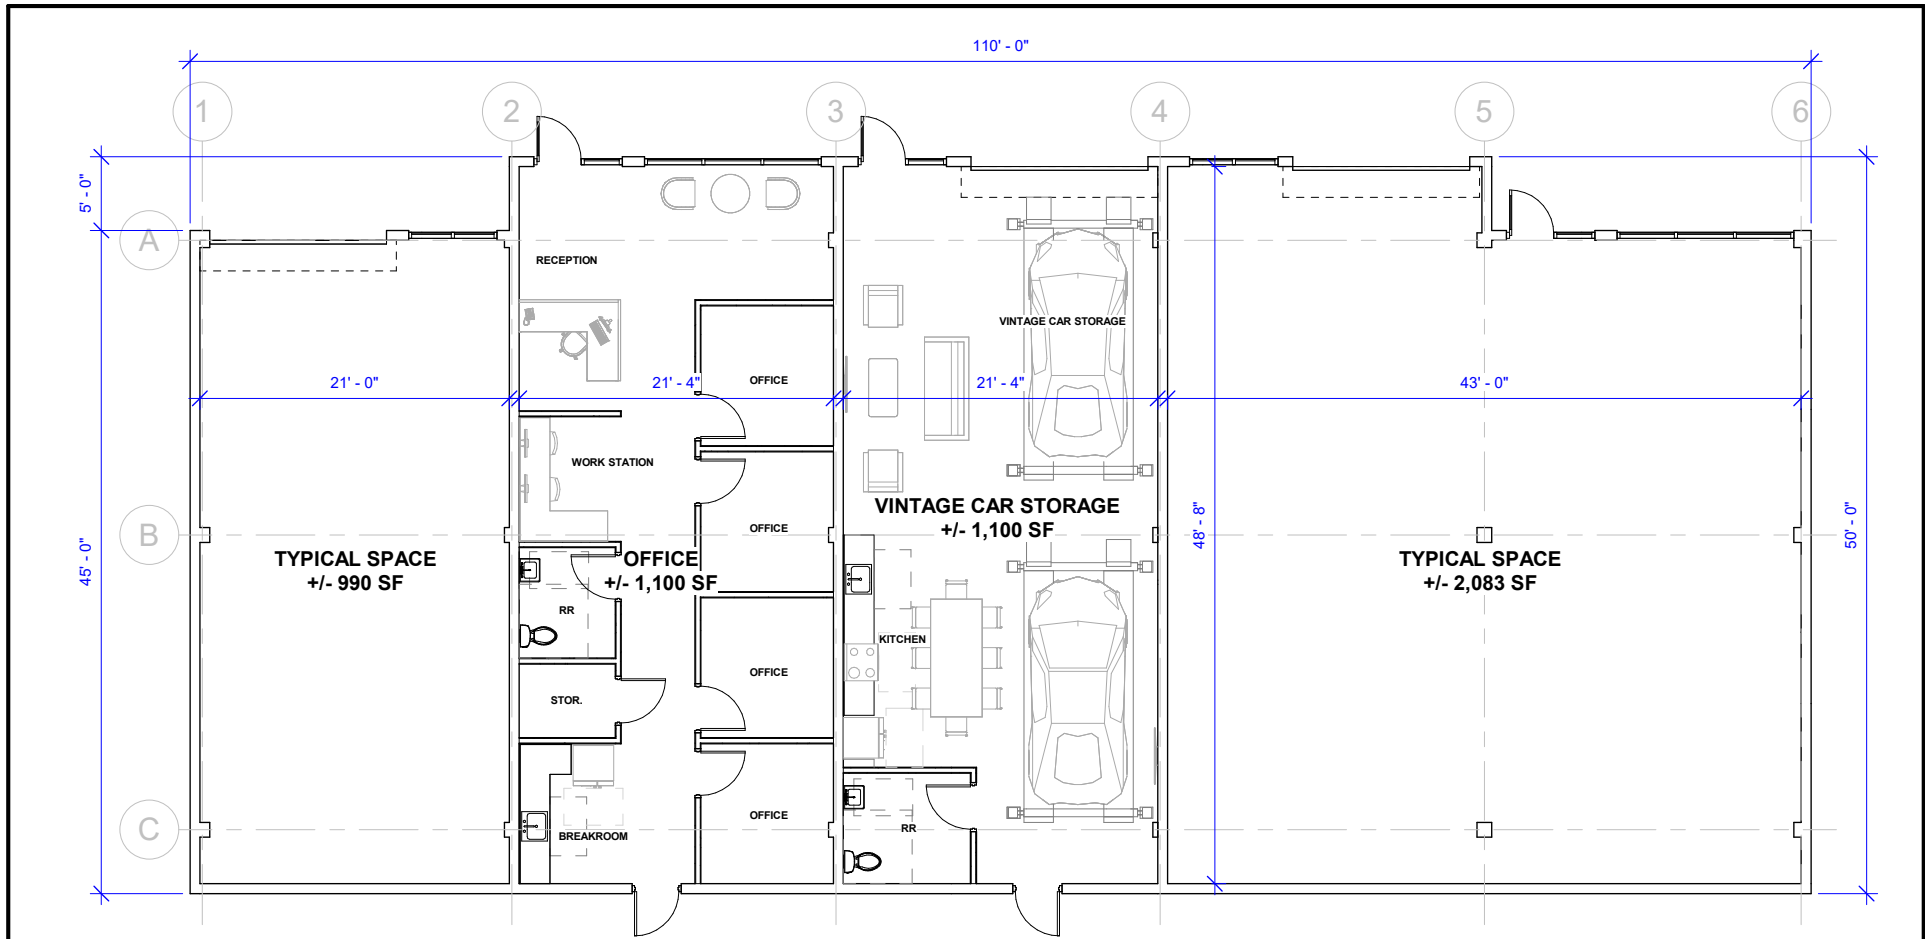 110' - 0"
1
2
3
4
5
6
5' - 0"
A
RECEPTION
VINTAGE CAR STORAGE
OFFICE
21' - 0"
21' - 4"
21' - 4"
43' - 0"
WORK STATION
VINTAGE CAR STORAGE
+/- 1,100 SF
B
OFFICE
48' - 8"
50' - 0"
45' - 0"
TYPICAL SPACE
+/- 990 SF
OFFICE
+/- 1,100 SF
TYPICAL SPACE
+/- 2,083 SF
RR
KITCHEN
OFFICE
STOR.
C
BREAKROOM
OFFICE
RR